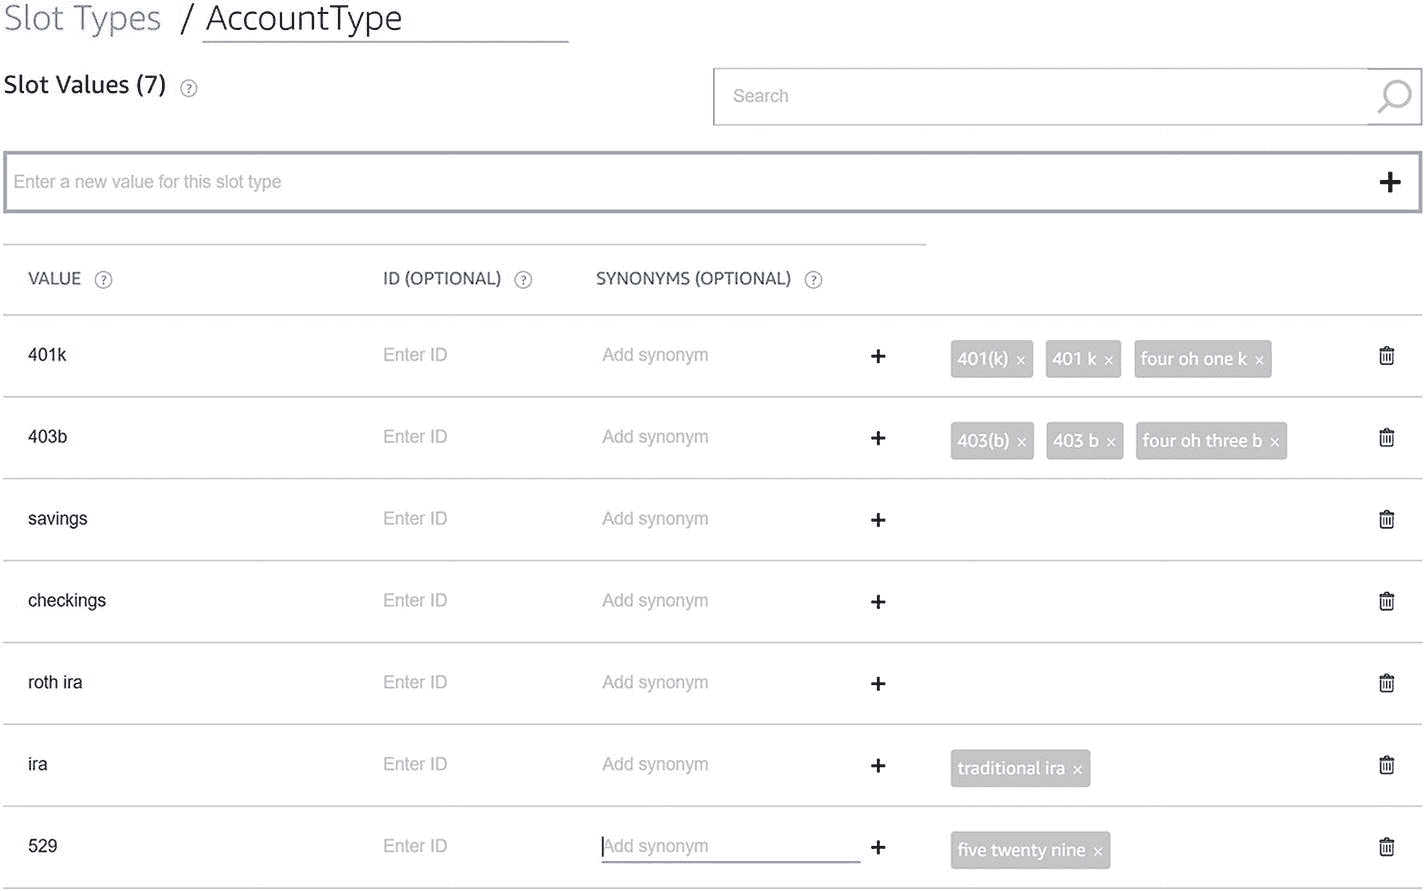 Slot Types / AccountType
Slot Values (7) ?
Search
Enter a new value for this slot type +
VALUE ? ID (OPTIONAL) ? SYNONYMS (OPTIONAL) ?
401k Enter ID Add synonym + 401(k) × 401 k × four oh one k ×
403b Enter ID Add synonym + 403(b) × 403 b × four oh three b ×
savings Enter ID Add synonym +
checkings Enter ID Add synonym +
roth ira Enter ID Add synonym +
ira Enter ID Add synonym + traditional ira ×
529 Enter ID Add synonym + five twenty nine ×